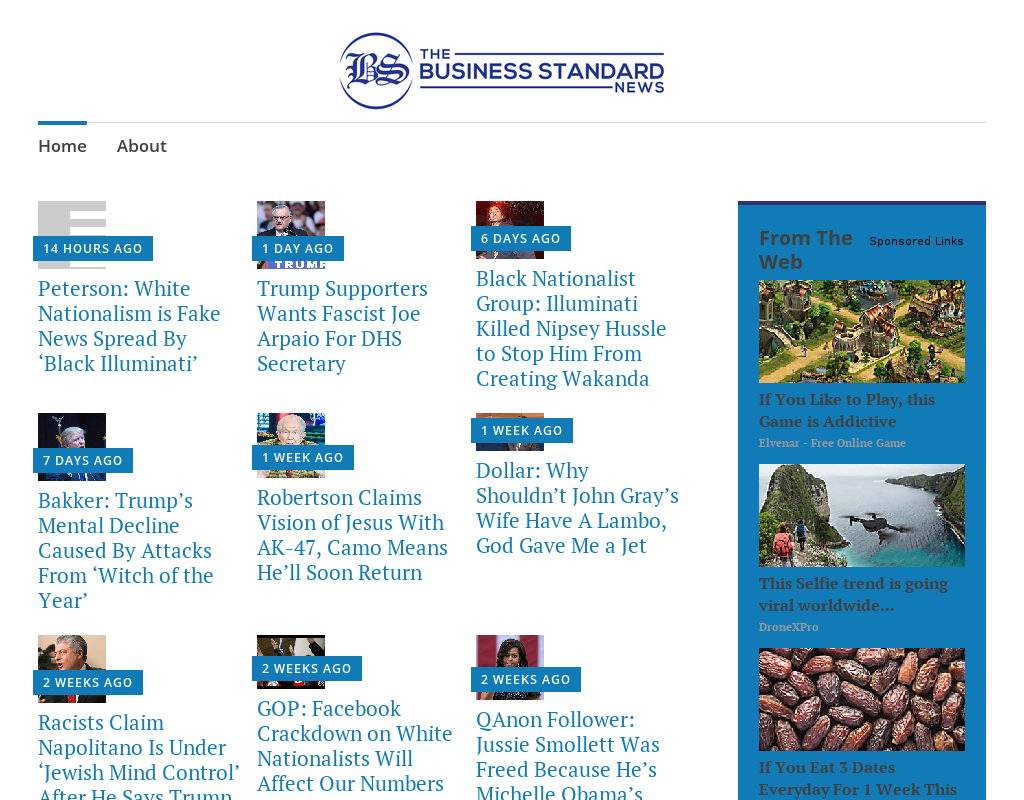 BS THE
BUSINESS STANDARD
NEWS
Home About
14 HOURS AGO
Peterson: White
Nationalism is Fake
News Spread By
‘Black Illuminati’
1 DAY AGO
TRUMP
Trump Supporters
Wants Fascist Joe
Arpaio For DHS
Secretary
6 DAYS AGO
Black Nationalist
Group: Illuminati
Killed Nipsey Hussle
to Stop Him From
Creating Wakanda
7 DAYS AGO
Bakker: Trump’s
Mental Decline
Caused By Attacks
From ‘Witch of the
Year’
1 WEEK AGO
Robertson Claims
Vision of Jesus With
AK-47, Camo Means
He’ll Soon Return
1 WEEK AGO
Dollar: Why
Shouldn’t John Gray’s
Wife Have A Lambo,
God Gave Me a Jet
2 WEEKS AGO
Racists Claim
Napolitano Is Under
‘Jewish Mind Control’
After He Says Trump
2 WEEKS AGO
GOP: Facebook
Crackdown on White
Nationalists Will
Affect Our Numbers
2 WEEKS AGO
QAnon Follower:
Jussie Smollett Was
Freed Because He’s
Michelle Obama’s
From The
Web
Sponsored Links
If You Like to Play, this
Game is Addictive
Elvenar - Free Online Game
This Selfie trend is going
viral worldwide…
DroneXPro
If You Eat 3 Dates
Everyday For 1 Week This